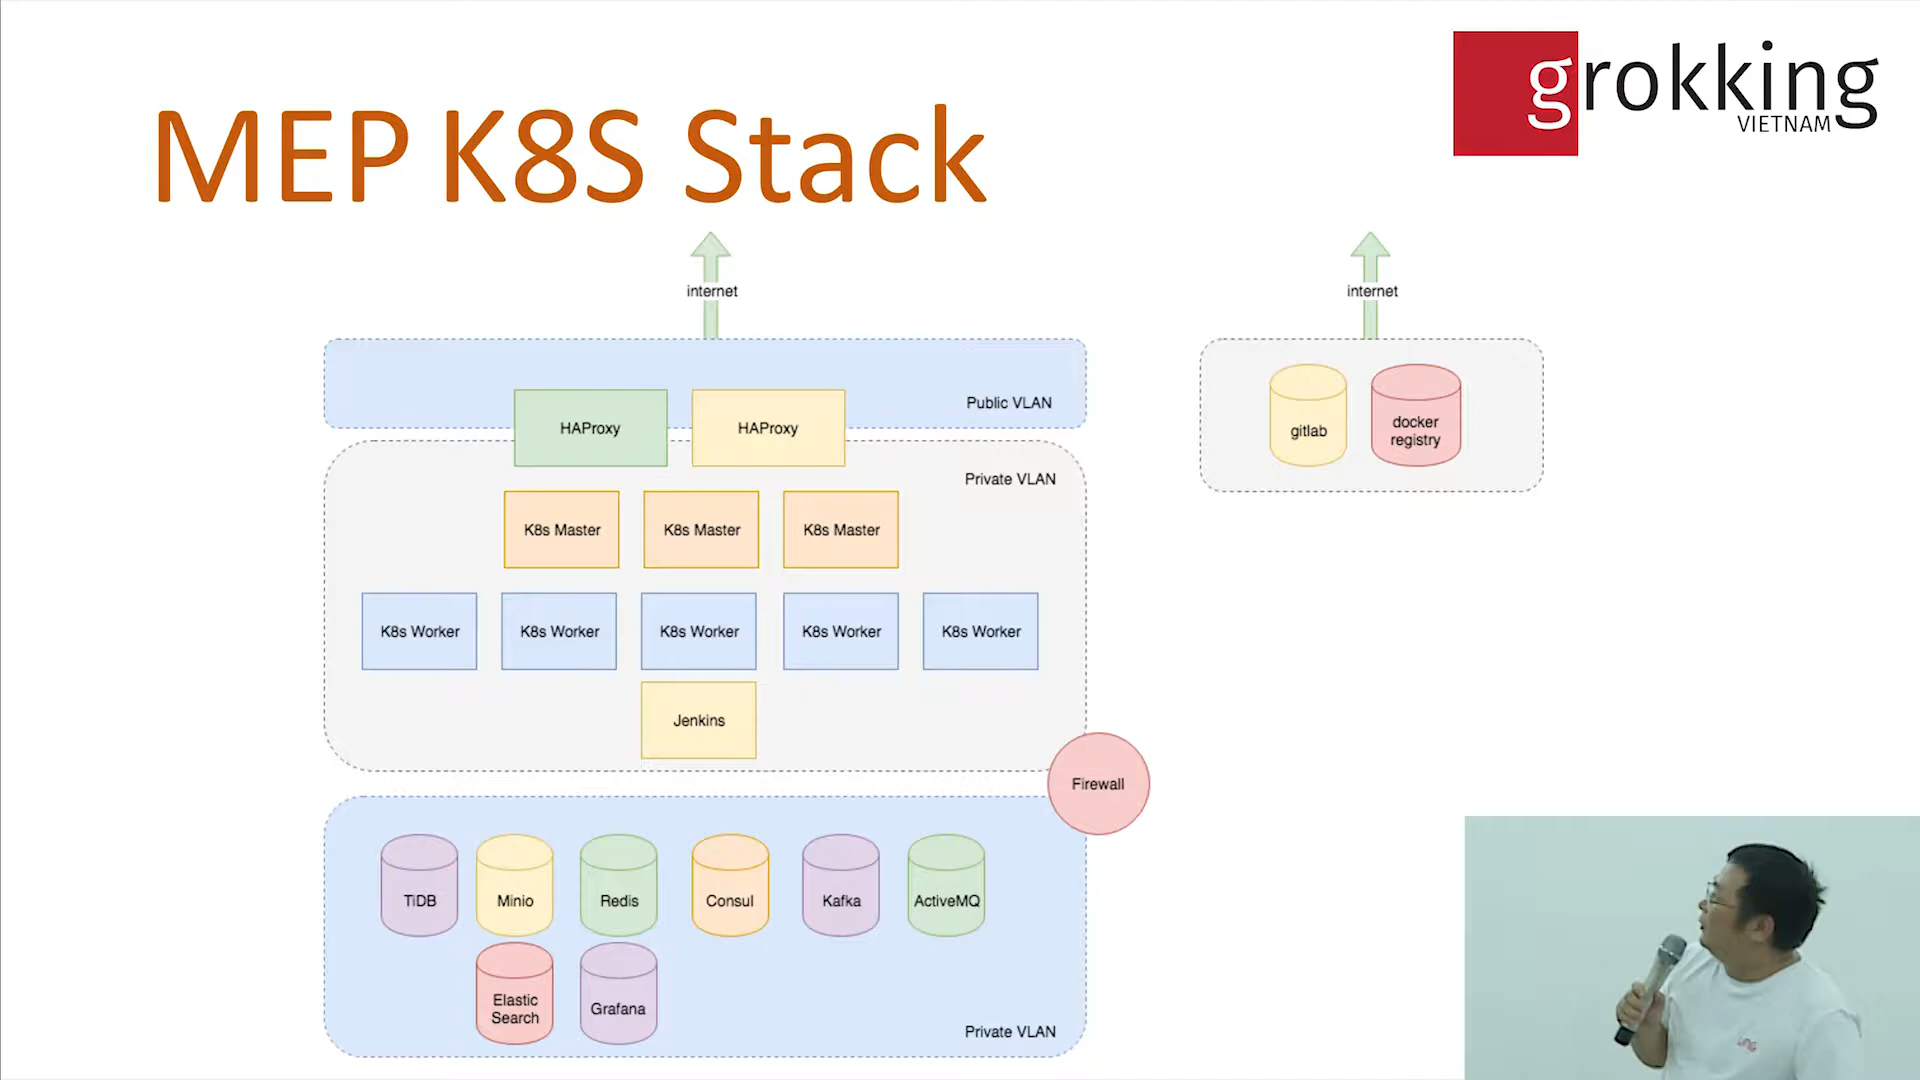 MEP K8S Stack
grokking
VIETNAM
internet
internet
Public VLAN
HAProxy
HAProxy
gitlab
docker
registry
Private VLAN
K8s Master
K8s Master
K8s Master
K8s Worker
K8s Worker
K8s Worker
K8s Worker
K8s Worker
Jenkins
Firewall
TiDB
Minio
Redis
Consul
Kafka
ActiveMQ
Elastic
Search
Grafana
Private VLAN